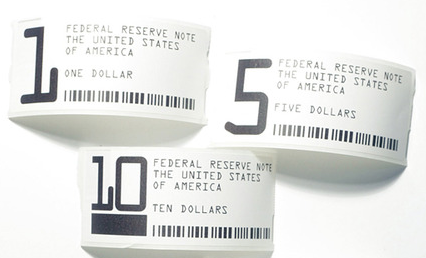 1
FEDERAL RESERVE NOTE
THE UNITED STATES
OF AMERICA
ONE DOLLAR
5
FEDERAL RESERVE NOTE
THE UNITED STATES
OF AMERICA
FIVE DOLLARS
10
FEDERAL RESERVE NOTE
THE UNITED STATES
OF AMERICA
TEN DOLLARS